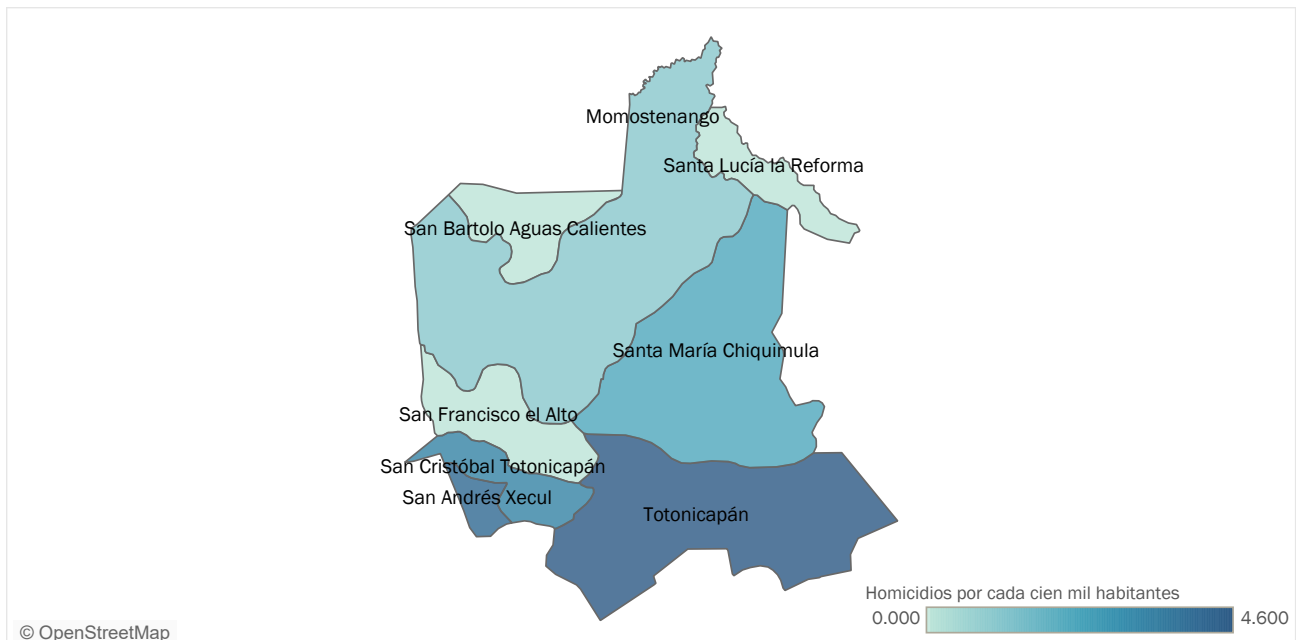 Momostenango
Santa Lucía la Reforma
San Bartolo Aguas Calientes
Santa María Chiquimula
San Francisco el Alto
San Cristóbal Totonicapán
San Andrés Xecul
Totonicapán
Homicidios por cada cien mil habitantes
0.000 4.600
© OpenStreetMap